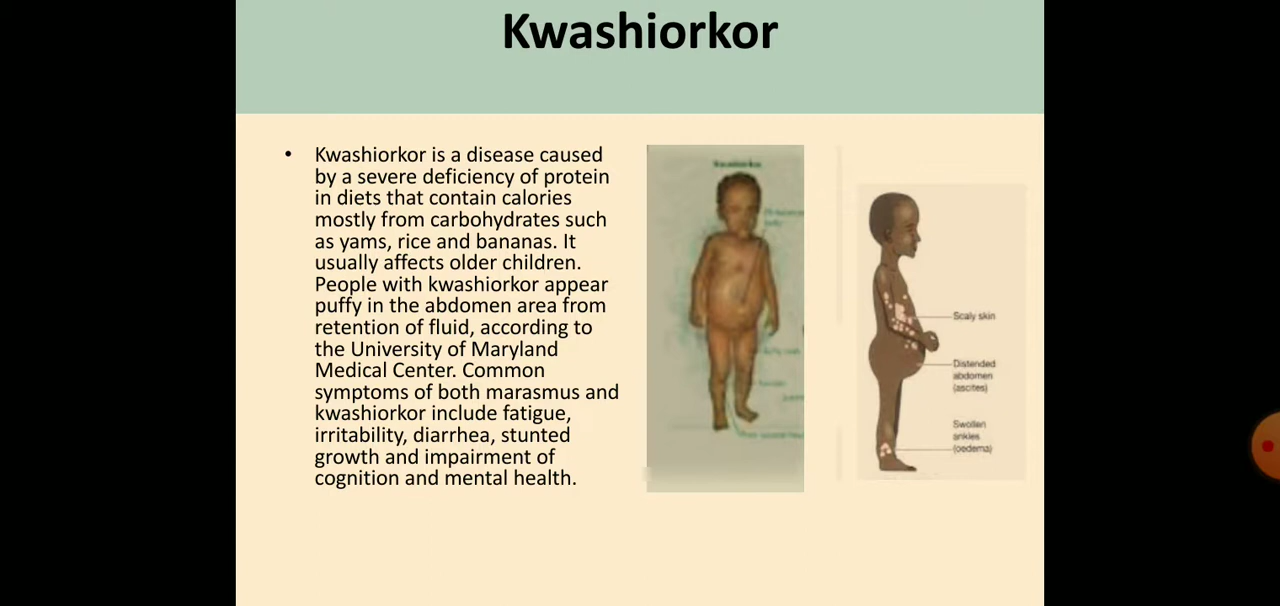 Kwashiorkor
• Kwashiorkor is a disease caused
by a severe deficiency of protein
in diets that contain calories
mostly from carbohydrates such
as yams, rice and bananas. It
usually affects older children.
People with kwashiorkor appear
puffy in the abdomen area from
retention of fluid, according to
the University of Maryland
Medical Center. Common
symptoms of both marasmus and
kwashiorkor include fatigue,
irritability, diarrhea, stunted
growth and impairment of
cognition and mental health.
Scaly skin
Distended
abdomen
(ascites)
Swollen
ankles
(oedema)